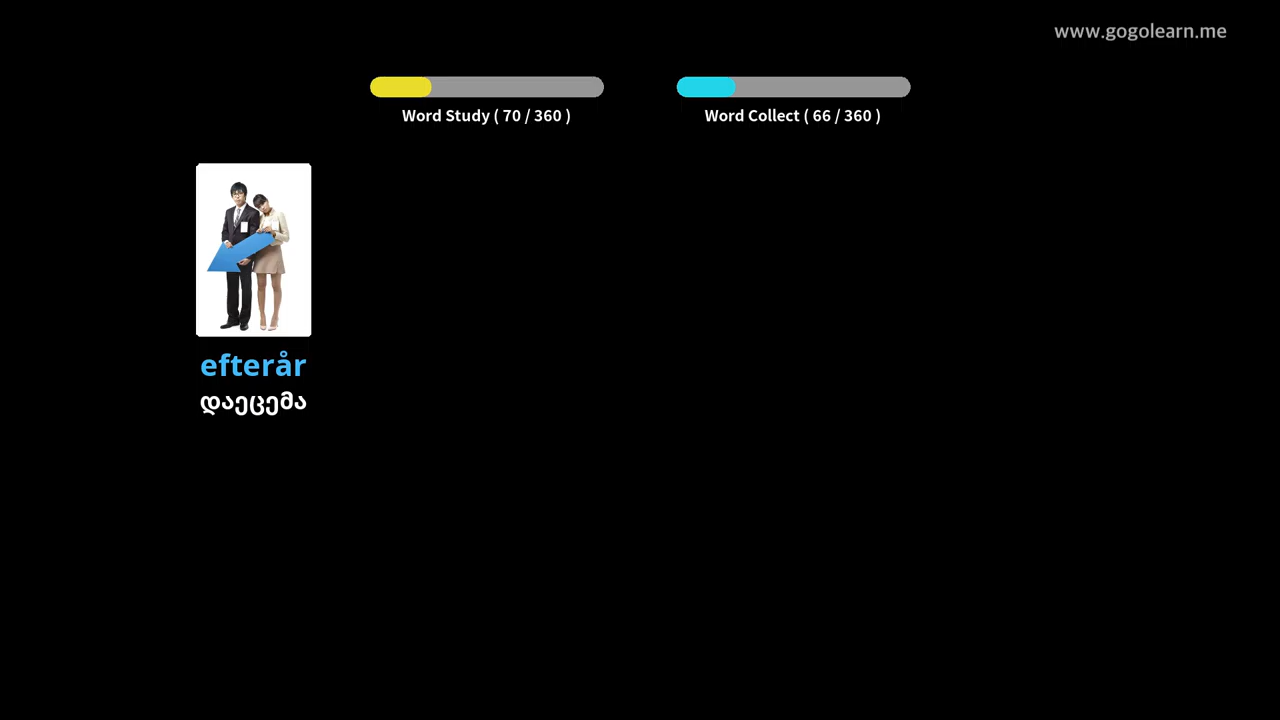 www.gogolearn.me
Word Study ( 70 / 360 )
Word Collect ( 66 / 360 )
efterår
დაეცემა